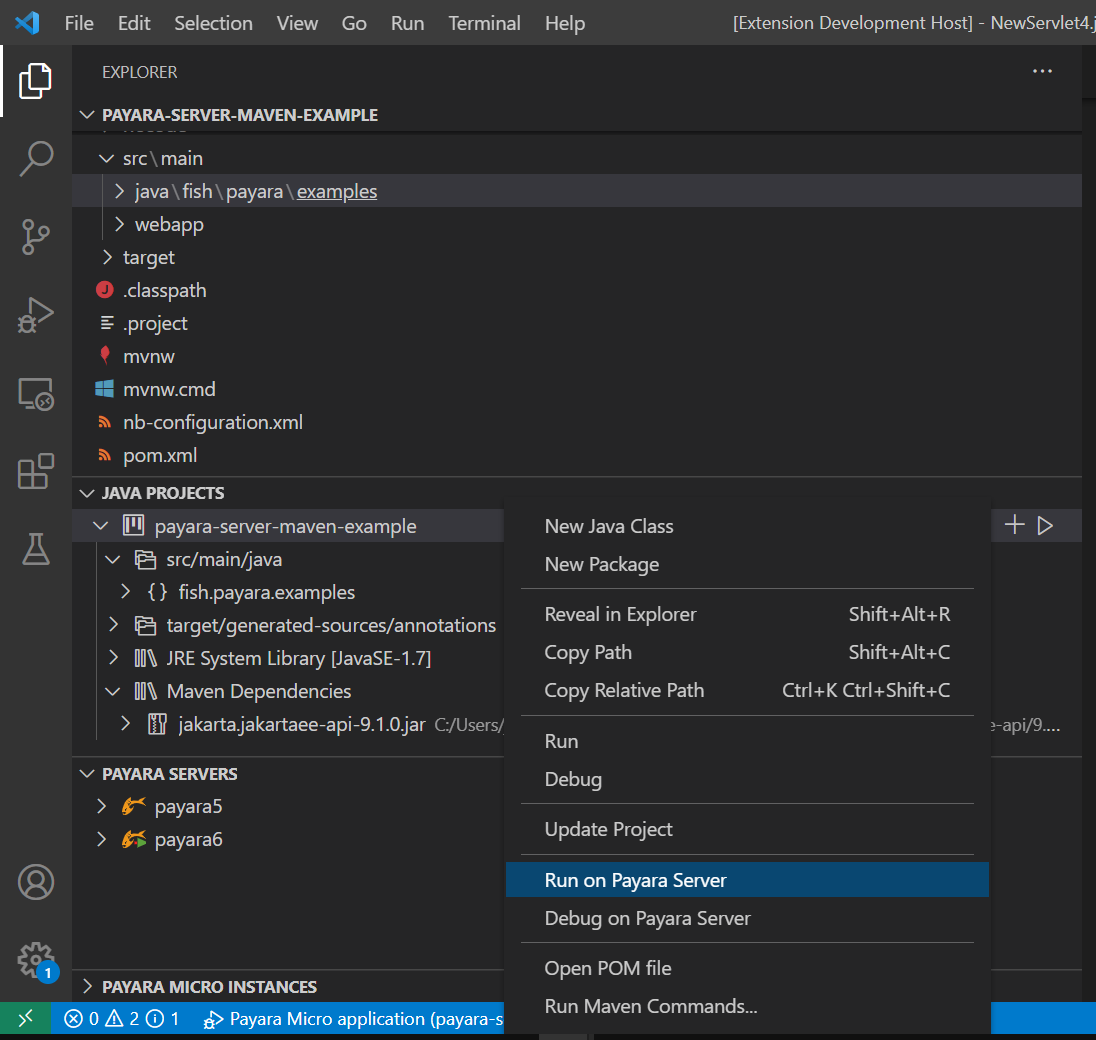 File Edit Selection View Go Run Terminal Help [Extension Development Host] - NewServlet4.j
EXPLORER
PAYARA-SERVER-MAVEN-EXAMPLE
src\main
java\fish\payara\examples
webapp
target
.classpath
.project
mvnw
mvnw.cmd
nb-configuration.xml
pom.xml
JAVA PROJECTS
payara-server-maven-example
src/main/java
{} fish.payara.examples
target/generated-sources/annotations
JRE System Library [JavaSE-1.7]
Maven Dependencies
jakarta.jakartaee-api-9.1.0.jar C:/Users/ e-api/9....
PAYARA SERVERS
payara5
payara6
PAYARA MICRO INSTANCES
1
0 2 1 Payara Micro application (payara-s
New Java Class
New Package
Reveal in Explorer Shift+Alt+R
Copy Path Shift+Alt+C
Copy Relative Path Ctrl+K Ctrl+Shift+C
Run
Debug
Update Project
Run on Payara Server
Debug on Payara Server
Open POM file
Run Maven Commands...